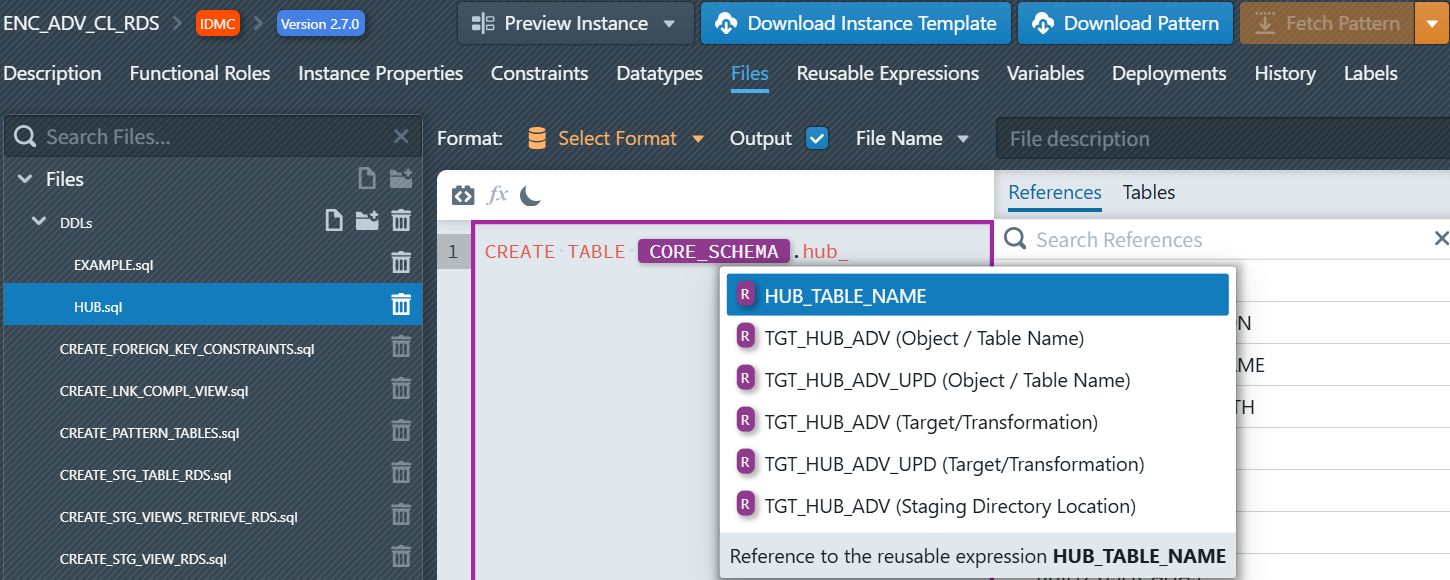 ENC_ADV_CL_RDS > IDMC > Version 2.7.0 Preview Instance Download Instance Template Download Pattern Fetch Pattern
Description Functional Roles Instance Properties Constraints Datatypes Files Reusable Expressions Variables Deployments History Labels
Search Files...
Format: Select Format Output File Name File description
Files
DDLs
EXAMPLE.sql
HUB.sql
CREATE_FOREIGN_KEY_CONSTRAINTS.sql
CREATE_LNK_COMPL_VIEW.sql
CREATE_PATTERN_TABLES.sql
CREATE_STG_TABLE_RDS.sql
CREATE_STG_VIEWS_RETRIEVE_RDS.sql
CREATE_STG_VIEW_RDS.sql
fx
References Tables
Search References
1 CREATE TABLE CORE_SCHEMA.hub_
R HUB_TABLE_NAME
R TGT_HUB_ADV (Object / Table Name)
R TGT_HUB_ADV_UPD (Object / Table Name)
R TGT_HUB_ADV (Target/Transformation)
R TGT_HUB_ADV_UPD (Target/Transformation)
R TGT_HUB_ADV (Staging Directory Location)
Reference to the reusable expression HUB_TABLE_NAME